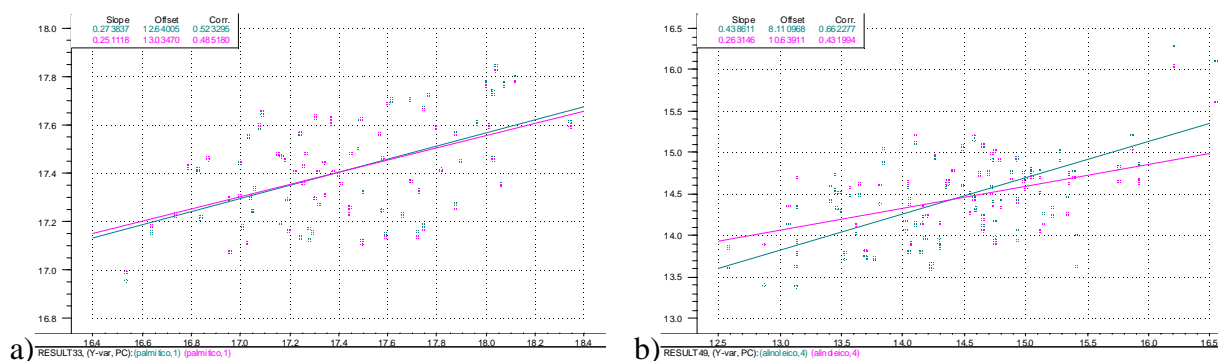 Slope Offset Corr.
0.273837 12.64005 0.523295
0.251118 13.03470 0.485180
18.0
17.8
17.6
17.4
17.2
17.0
16.8
16.4 16.6 16.8 17.0 17.2 17.4 17.6 17.8 18.0 18.2 18.4
a) RESULT33, (Y-var, PC): (palmitico,1) (palmitico,1)
Slope Offset Corr.
0.438611 8.110968 0.662277
0.263146 10.63911 0.431994
16.5
16.0
15.5
15.0
14.5
14.0
13.5
13.0
12.5 13.0 13.5 14.0 14.5 15.0 15.5 16.0 16.5
b) RESULT49, (Y-var, PC): (alinoleico,4) (alinoleico,4)